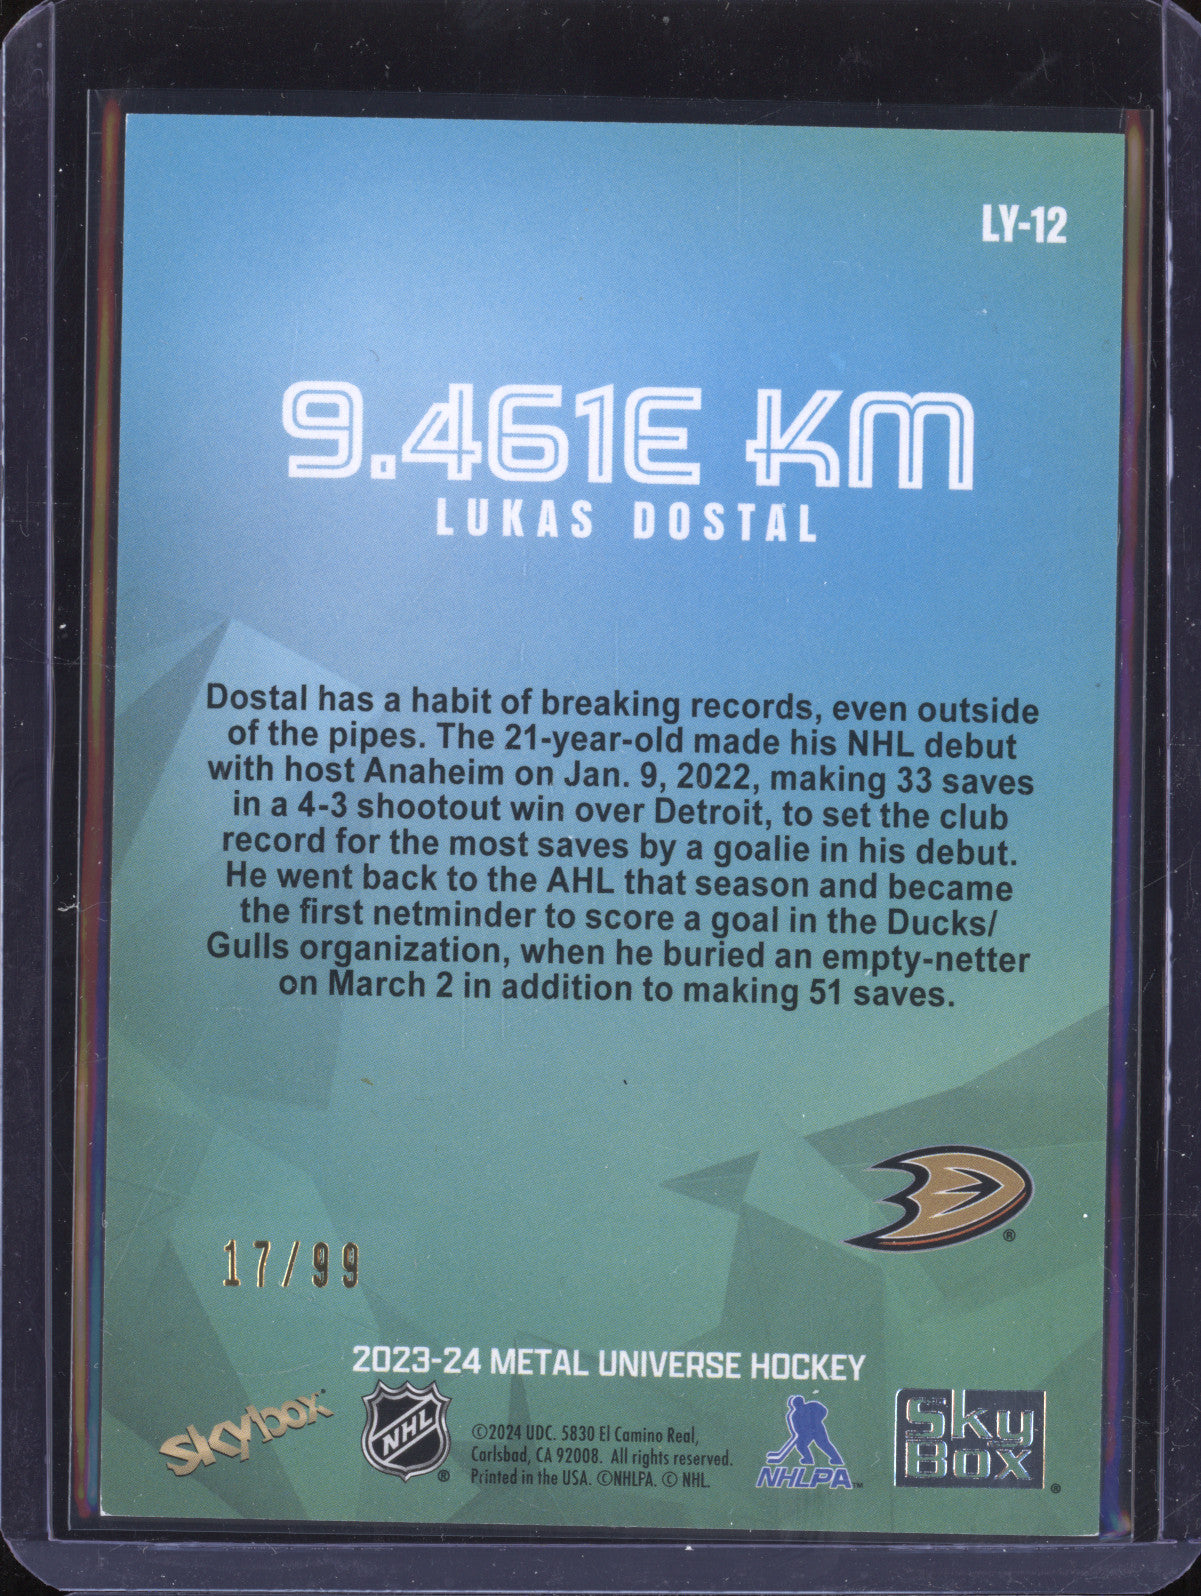 LY-12
9.461E KM
LUKAS DOSTAL
Dostal has a habit of breaking records, even outside
of the pipes. The 21-year-old made his NHL debut
with host Anaheim on Jan. 9, 2022, making 33 saves
in a 4-3 shootout win over Detroit, to set the club
record for the most saves by a goalie in his debut.
He went back to the AHL that season and became
the first netminder to score a goal in the Ducks/
Gulls organization, when he buried an empty-netter
on March 2 in addition to making 51 saves.
®
17/99
2023-24 METAL UNIVERSE HOCKEY
skybox
NHL ®
©2024 UDC. 5830 El Camino Real,
Carlsbad, CA 92008. All rights reserved.
Printed in the USA. ©NHLPA. © NHL.
NHLPA™
Sky
Box ®